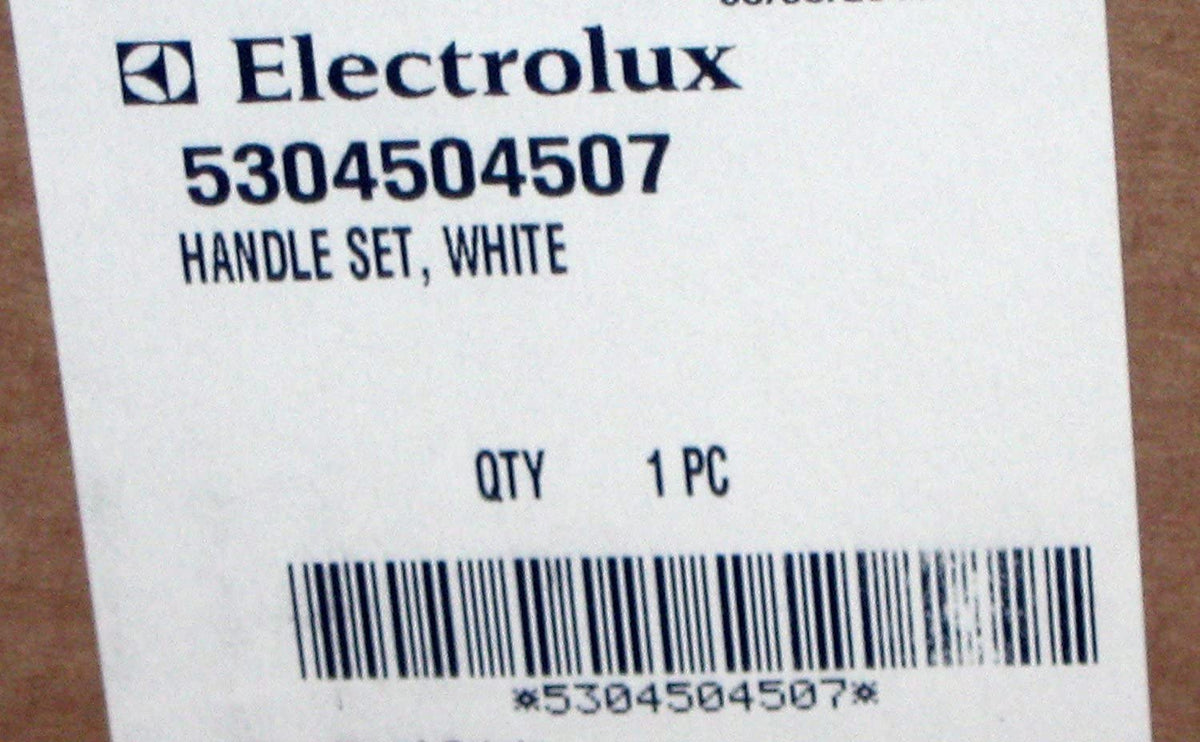 Electrolux
5304504507
HANDLE SET, WHITE
QTY 1 PC
*5304504507*